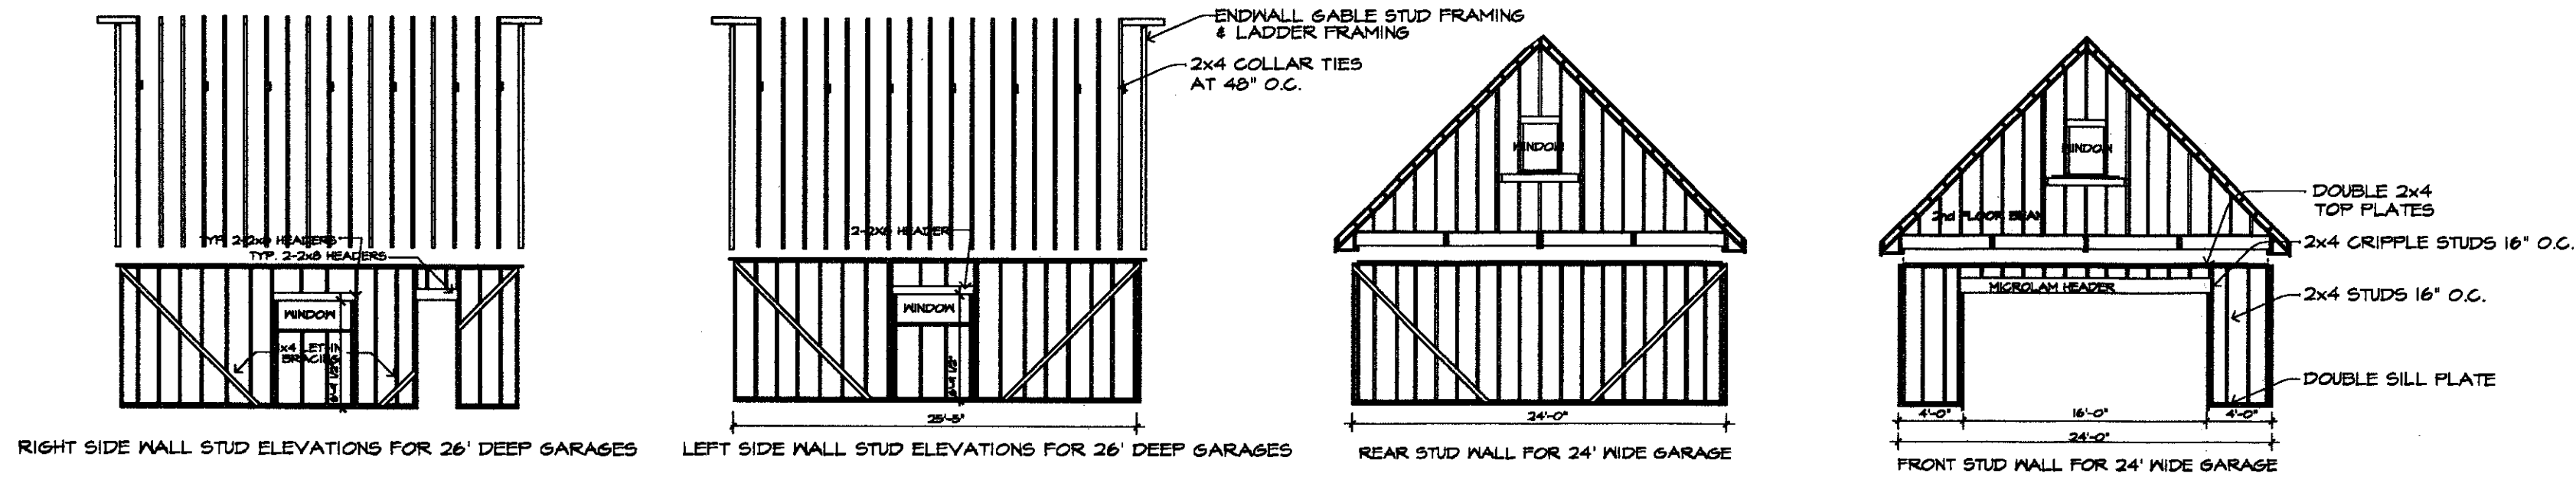 ENDWALL GABLE STUD FRAMING
& LADDER FRAMING
2x4 COLLAR TIES
AT 48" O.C.
TYP. 2-2x8 HEADERS
TYP. 2-2x8 HEADERS
WINDOW
LET-IN
BRACING
RIGHT SIDE WALL STUD ELEVATIONS FOR 26' DEEP GARAGES
HEADER
WINDOW
25'-5"
LEFT SIDE WALL STUD ELEVATIONS FOR 26' DEEP GARAGES
WINDOW
24'-0"
REAR STUD WALL FOR 24' WIDE GARAGE
WINDOW
2nd FLOOR BEAM
MICROLAM HEADER
DOUBLE 2x4
TOP PLATES
2x4 CRIPPLE STUDS 16" O.C.
2x4 STUDS 16" O.C.
DOUBLE SILL PLATE
4'-0" 16'-0" 4'-0"
24'-0"
FRONT STUD WALL FOR 24' WIDE GARAGE